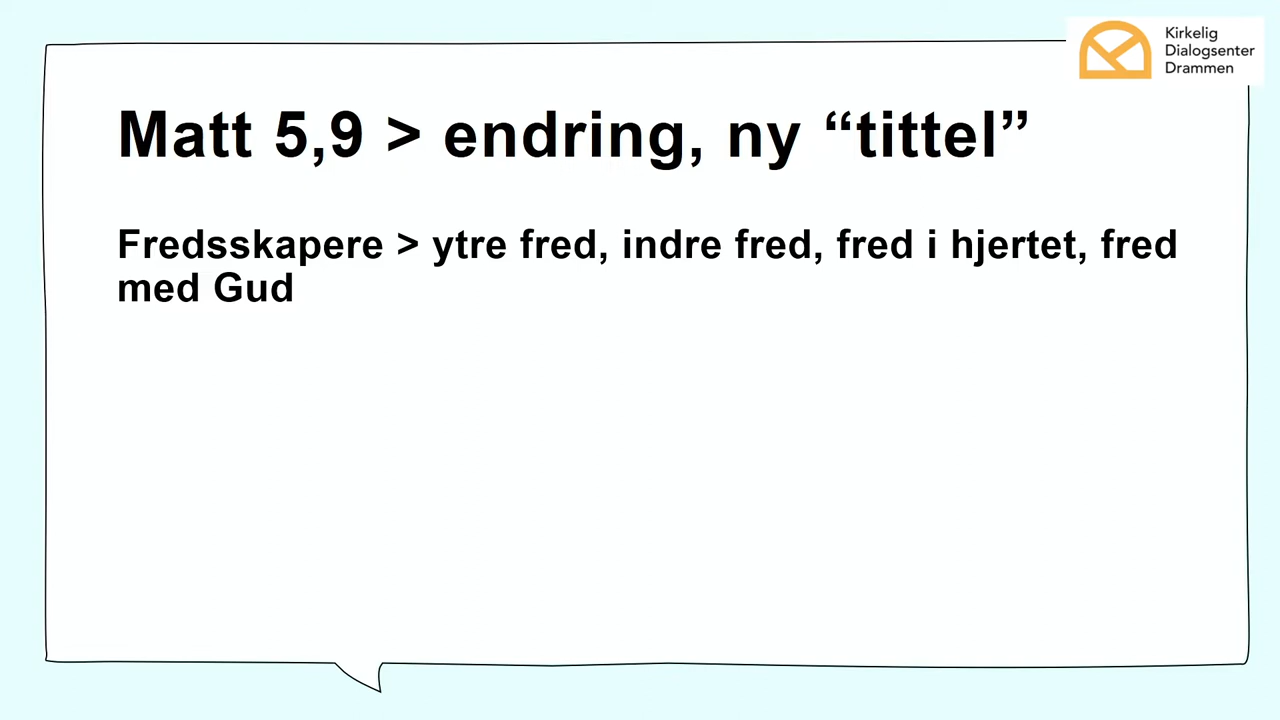 Kirkelig
Dialogsenter
Drammen
Matt 5,9 > endring, ny “tittel”
Fredsskapere > ytre fred, indre fred, fred i hjertet, fred
med Gud